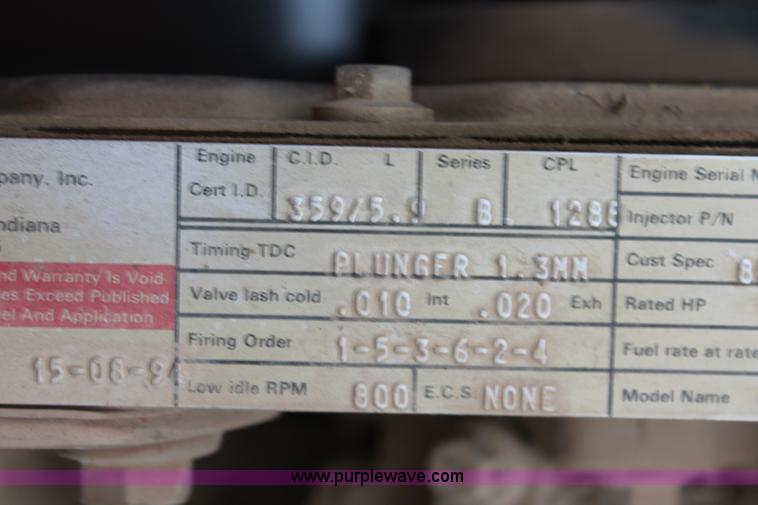 pany, Inc.
ndiana
nd Warranty Is Void
es Exceed Published
el And Application
15-08-94
Engine Cert I.D.
C.I.D. L
359/5.9
Series
B
CPL
128
Timing-TDC PLUNGER 1.3MM
Valve lash cold .010 Int .020 Exh
Firing Order 1-5-3-6-2-4
Low idle RPM 800 E.C.S NONE
Engine Serial
Injector P/N
Cust Spec 8
Rated HP
Fuel rate at rate
Model Name
www.purplewave.com